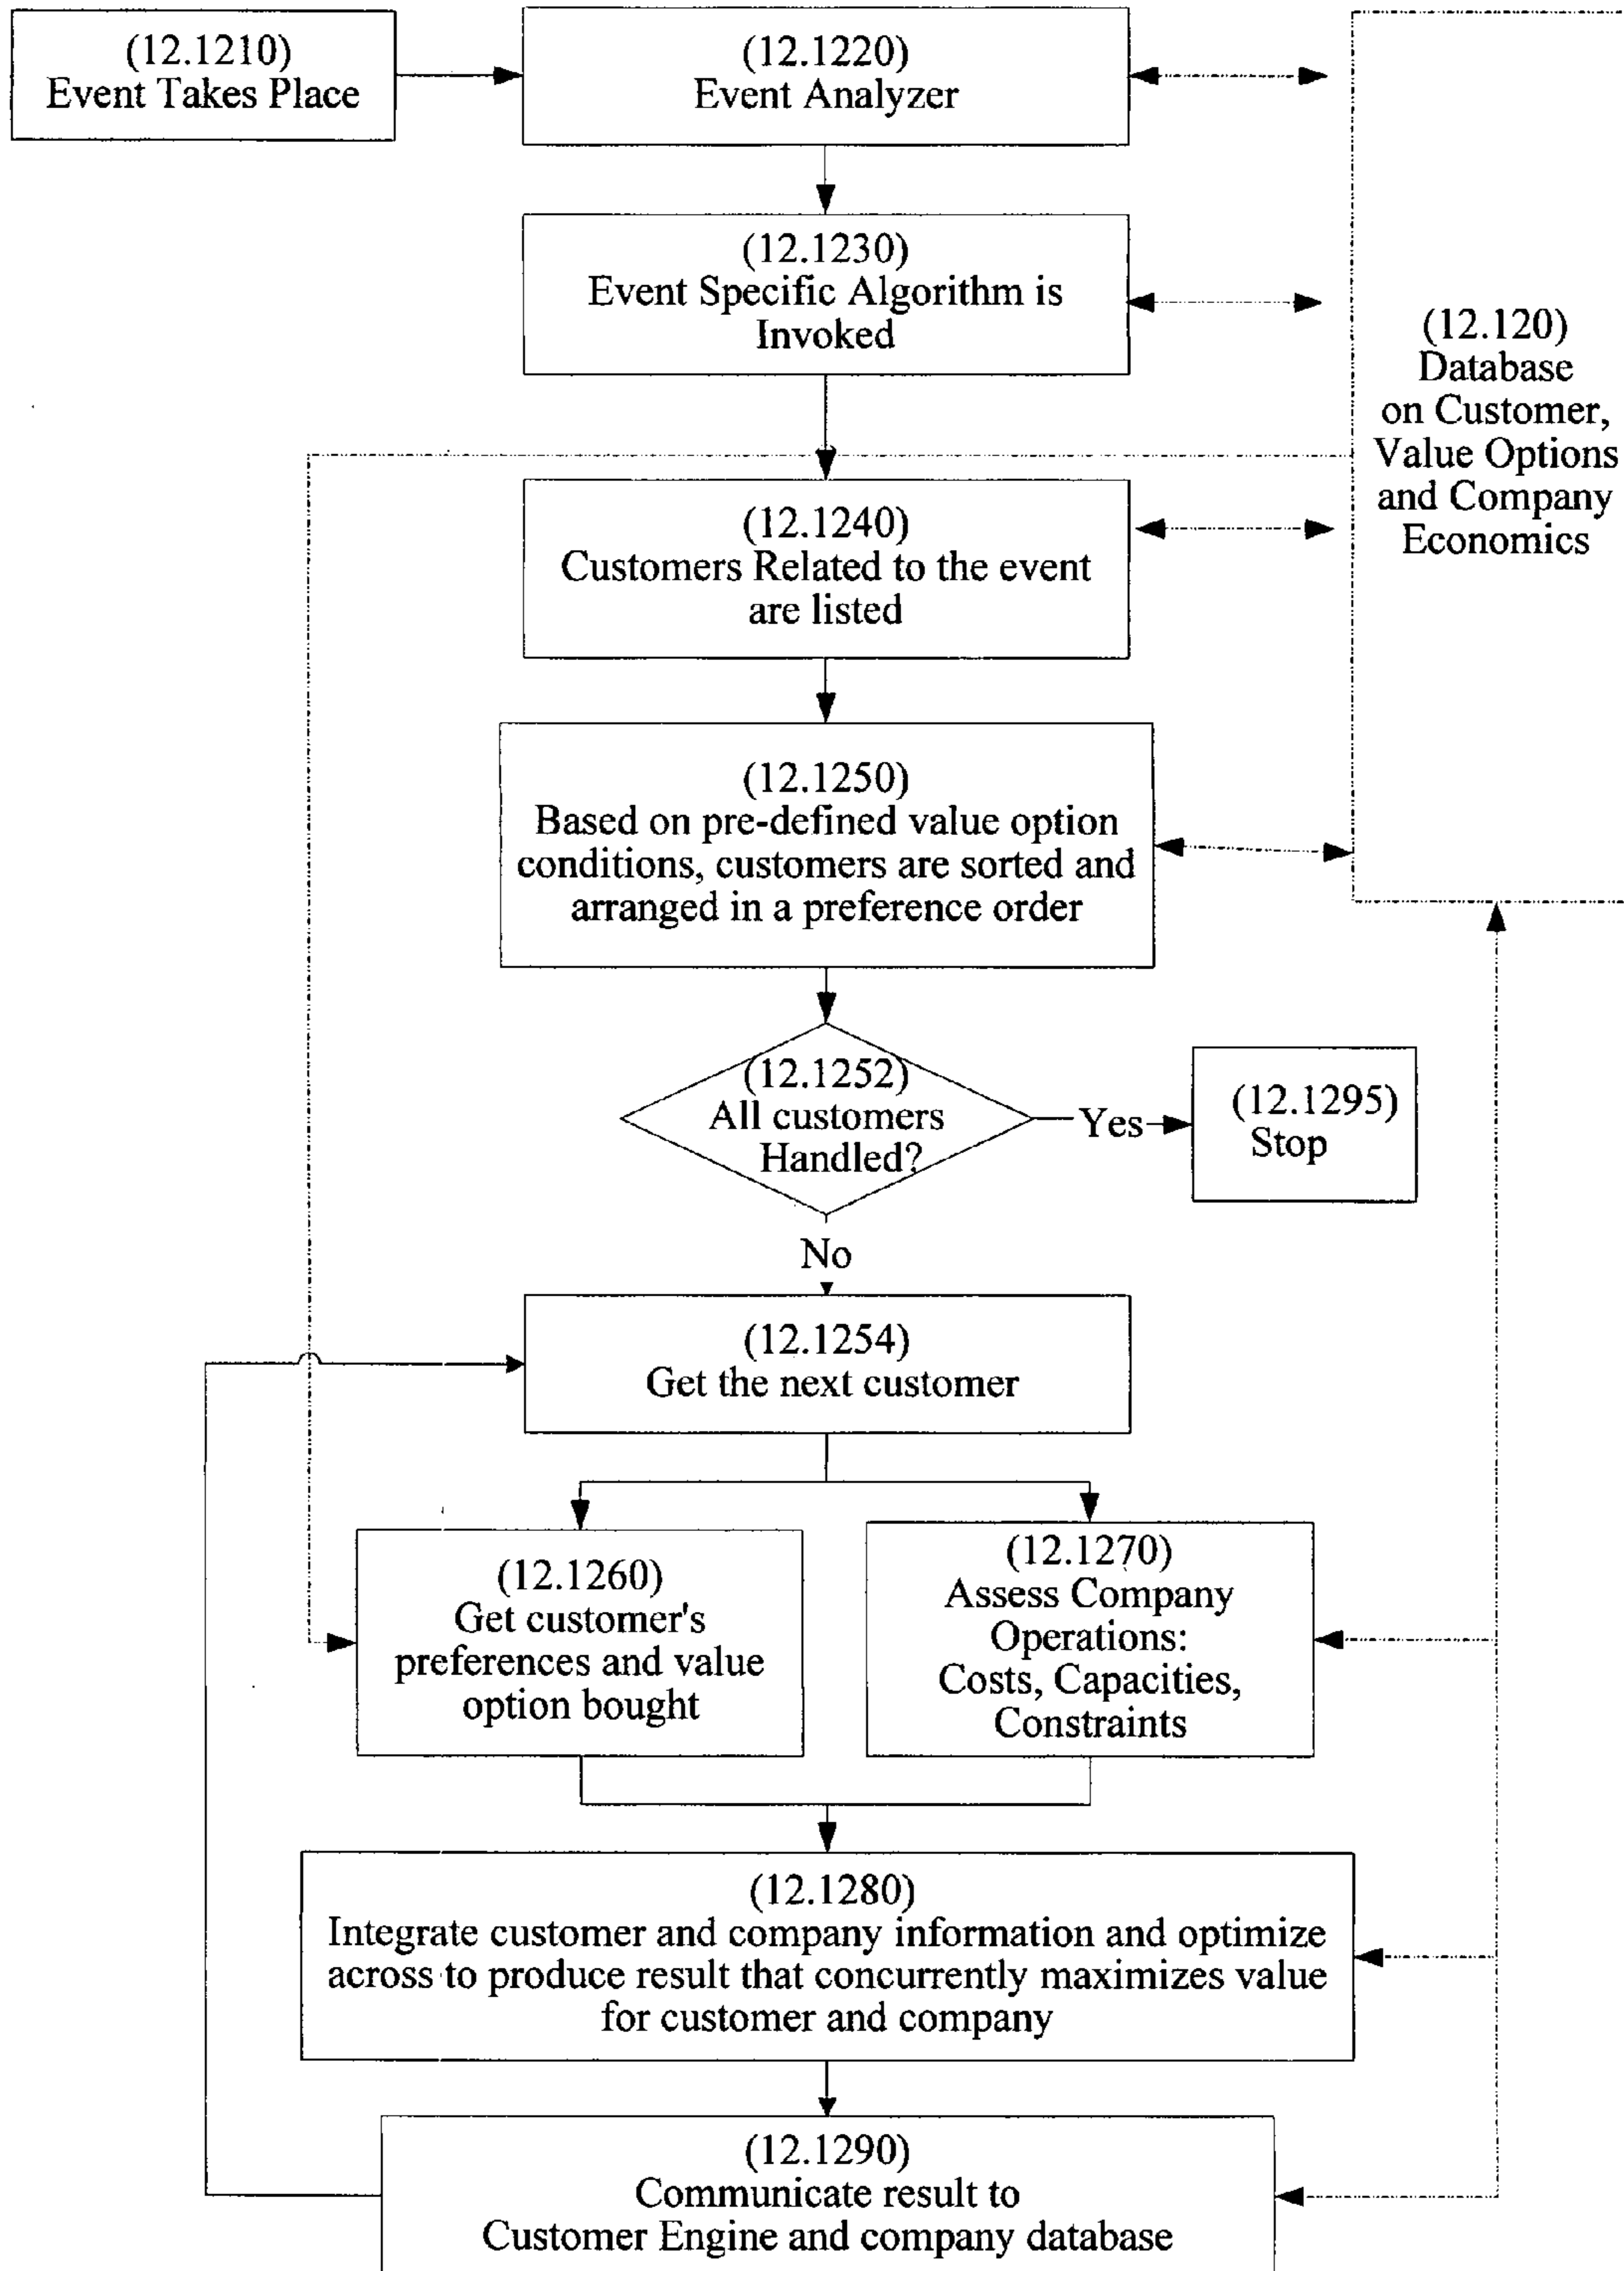 (12.1210)
Event Takes Place
(12.1220)
Event Analyzer
(12.1230)
Event Specific Algorithm is
Invoked
(12.120)
Database
on Customer,
Value Options
and Company
Economics
(12.1240)
Customers Related to the event
are listed
(12.1250)
Based on pre-defined value option
conditions, customers are sorted and
arranged in a preference order
(12.1252)
All customers
Handled?
Yes
(12.1295)
Stop
No
(12.1254)
Get the next customer
(12.1260)
Get customer's
preferences and value
option bought
(12.1270)
Assess Company
Operations:
Costs, Capacities,
Constraints
(12.1280)
Integrate customer and company information and optimize
across to produce result that concurrently maximizes value
for customer and company
(12.1290)
Communicate result to
Customer Engine and company database